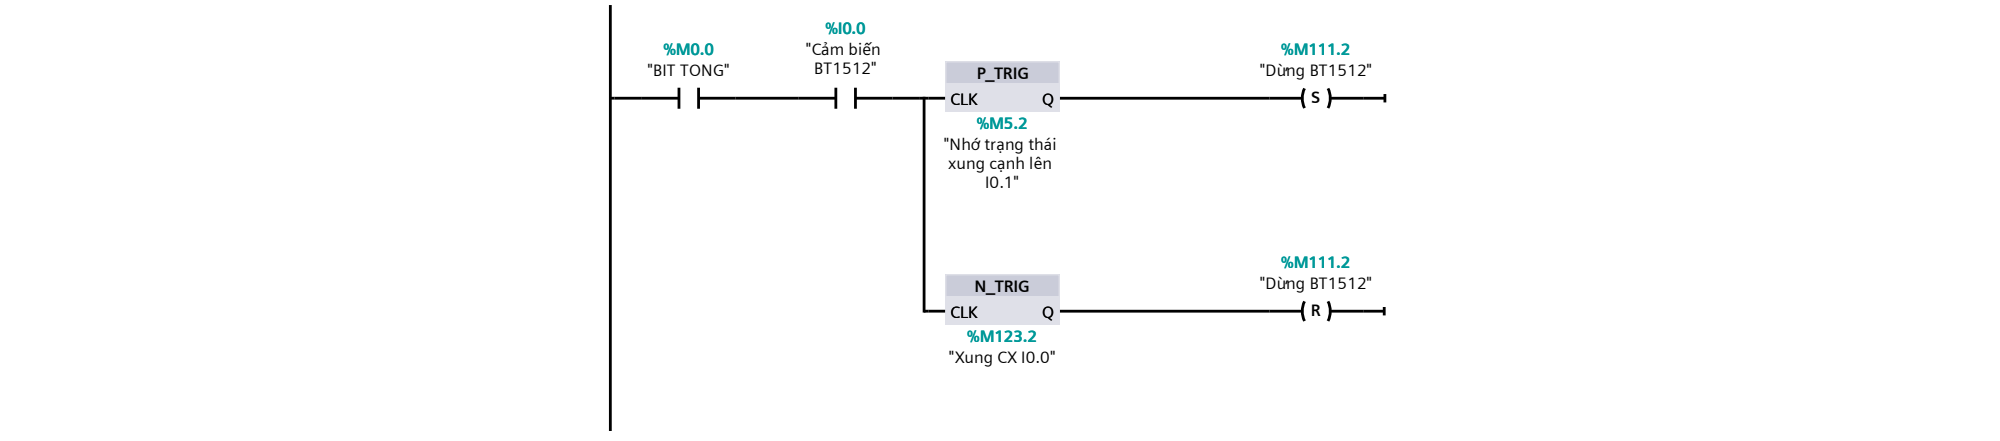 %M0.0
"BIT TONG"
%I0.0
"Cảm biến
BT1512"
P_TRIG
CLK Q
%M5.2
"Nhớ trạng thái
xung cạnh lên
I0.1"
%M111.2
"Dừng BT1512"
S
N_TRIG
CLK Q
%M123.2
"Xung CX I0.0"
%M111.2
"Dừng BT1512"
R